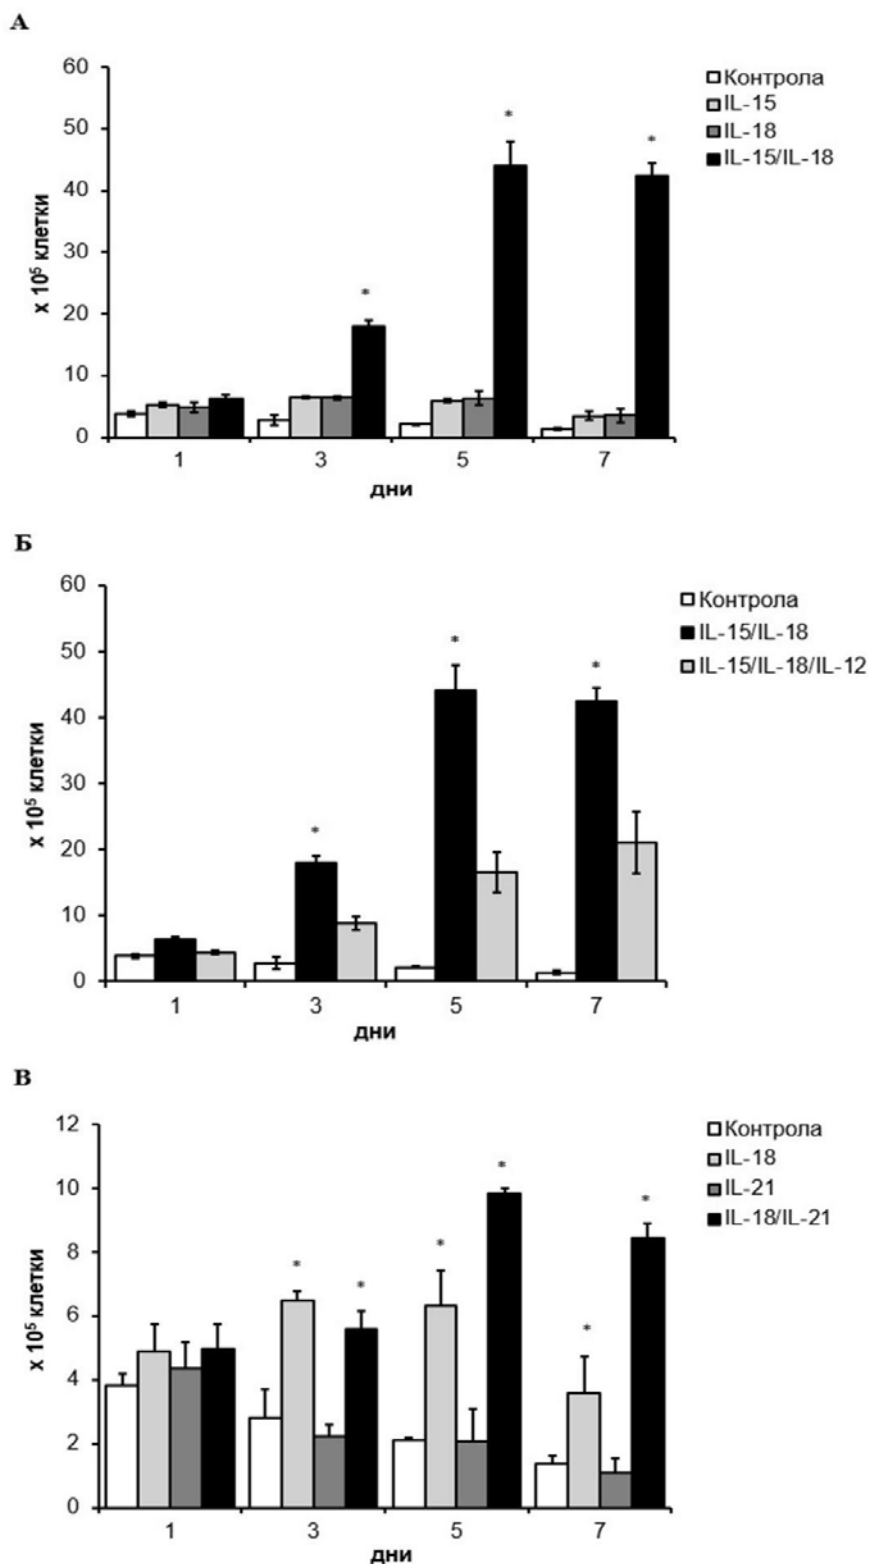 А
60
50
40
30
20
10
0
x 10⁵ клетки
1 3 5 7
дни
Контрола
IL-15
IL-18
IL-15/IL-18
*
*
*
Б
60
50
40
30
20
10
0
x 10⁵ клетки
1 3 5 7
дни
Контрола
IL-15/IL-18
IL-15/IL-18/IL-12
*
*
*
В
12
10
8
6
4
2
0
x 10⁵ клетки
1 3 5 7
дни
Контрола
IL-18
IL-21
IL-18/IL-21
*
*
*
*
*
*